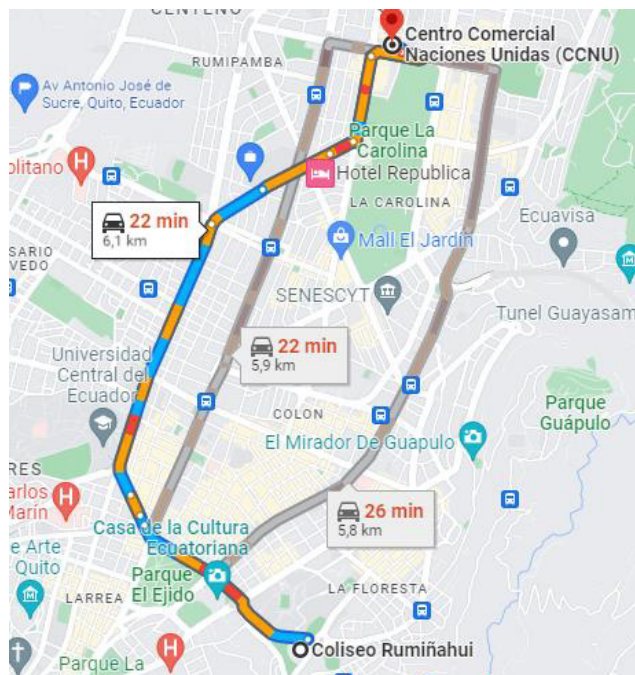 CENTENO
Centro Comercial
Naciones Unidas (CCNU)
RUMIPAMBA
Av Antonio José de
Sucre, Quito, Ecuador
Parque La
Carolina
politano
Hotel Republica
LA CAROLINA
22 min
6,1 km
Ecuavisa
Mall El Jardín
SARIO
VEDO
SENESCYT
Tunel Guayasam
22 min
5,9 km
Universidad
Central del
Ecuador
COLON
Parque
Guápulo
El Mirador De Guapulo
RES
arlos
Marín
26 min
5,8 km
Casa de la Cultura
Ecuatoriana
e Arte
Quito
Parque
El Ejido
LARREA
LA FLORESTA
Coliseo Rumiñahui
Parque La